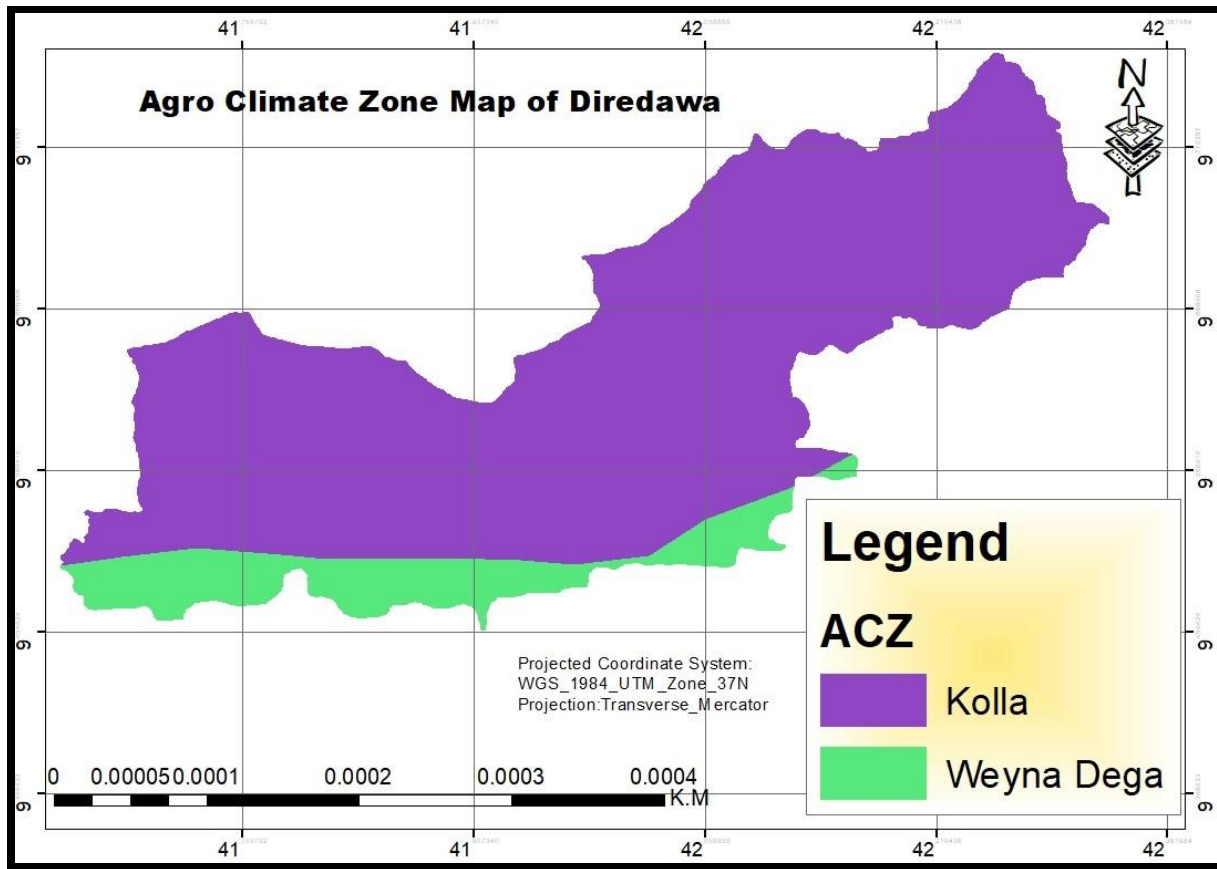 41 41 42 42 42
Agro Climate Zone Map of Diredawa
N
9 9
9 9
9 9
9 9
9 9
Legend
ACZ
Kolla
Weyna Dega
Projected Coordinate System:
WGS_1984_UTM_Zone_37N
Projection:Transverse_Mercator
0 0.00005 0.0001 0.0002 0.0003 0.0004
K.M
41 41 42 42 42